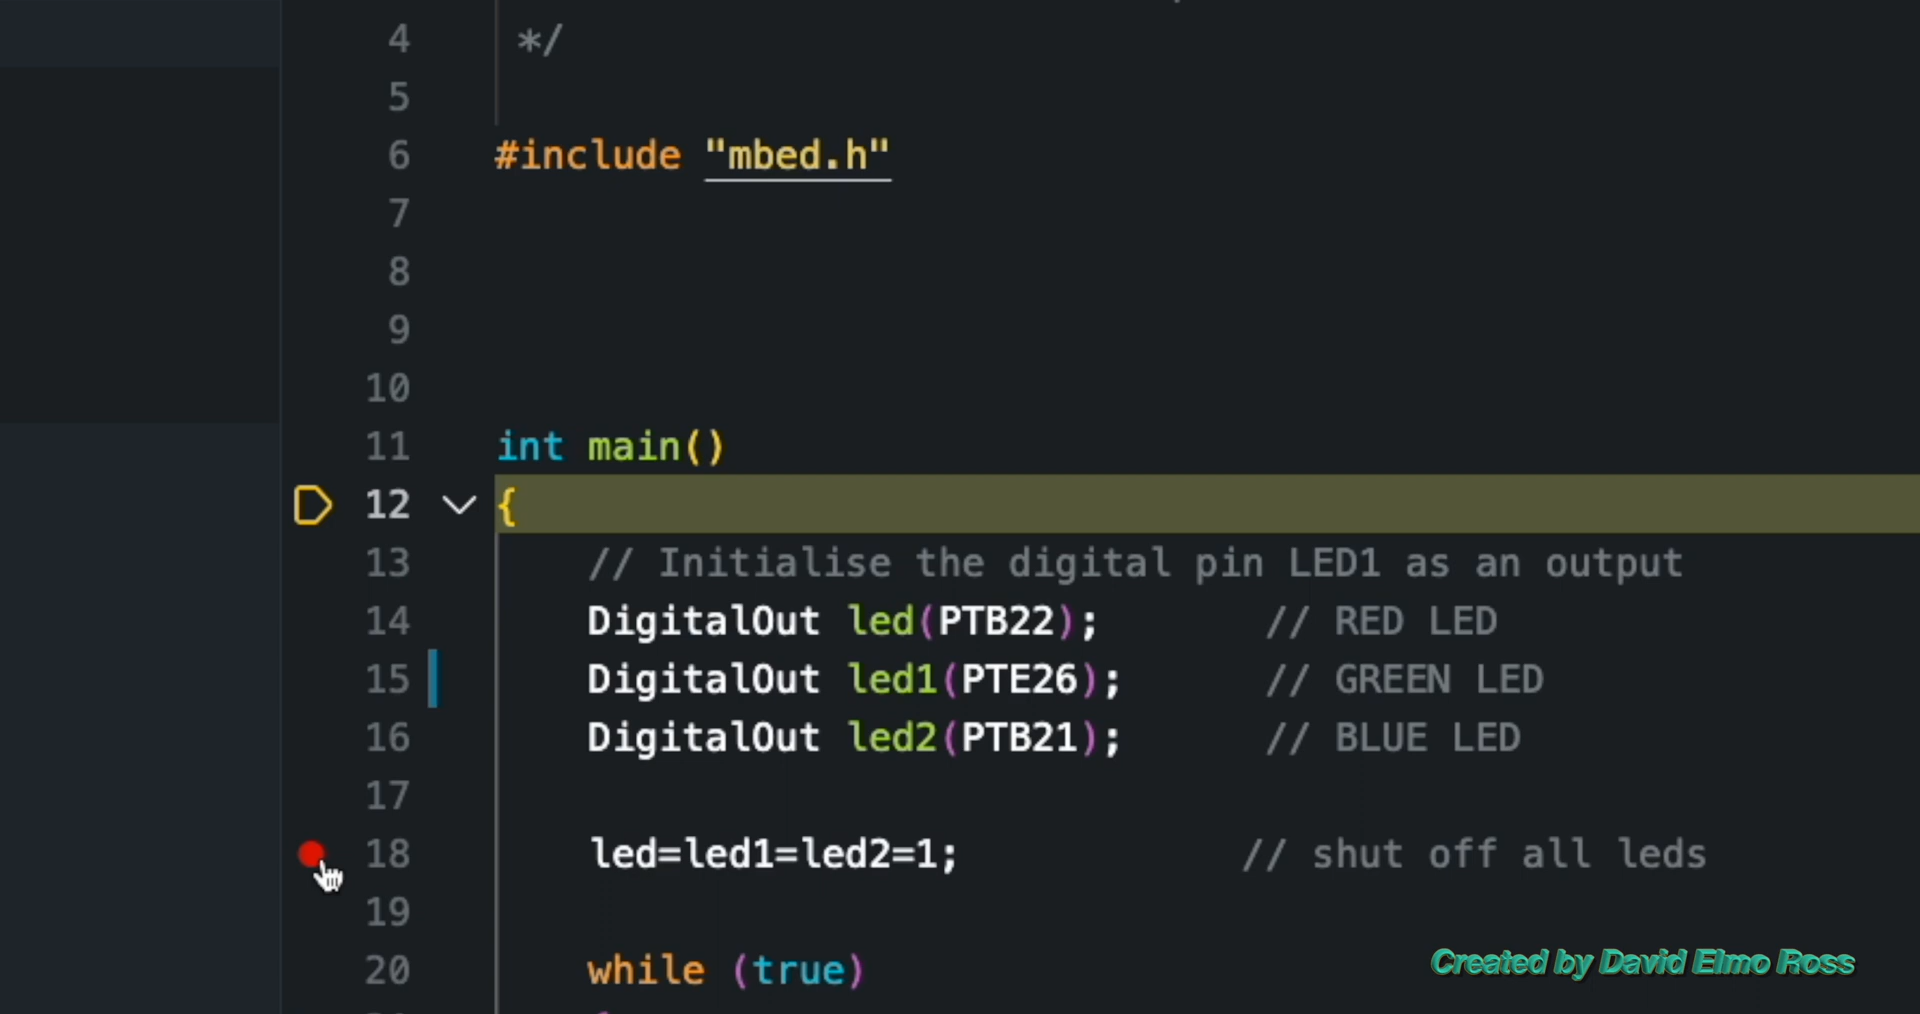 4 */
5
6 #include "mbed.h"
7
8
9
10
11 int main()
12 {
13 // Initialise the digital pin LED1 as an output
14 DigitalOut led(PTB22); // RED LED
15 DigitalOut led1(PTE26); // GREEN LED
16 DigitalOut led2(PTB21); // BLUE LED
17
18 led=led1=led2=1; // shut off all leds
19
20 while (true)
Created by David Elmo Ross